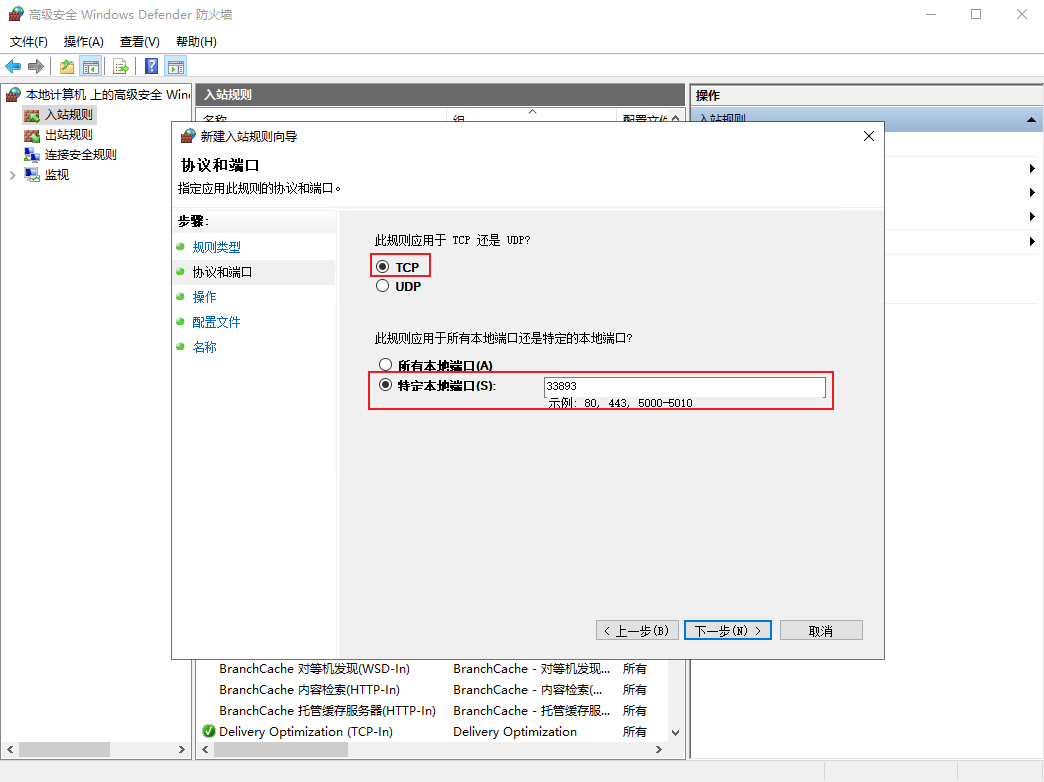 高级安全 Windows Defender 防火墙
文件(F) 操作(A) 查看(V) 帮助(H)
本地计算机 上的高级安全 Win
入站规则
出站规则
连接安全规则
监视
入站规则
名称 组 配置文件
操作
入站规则
新建入站规则向导
协议和端口
指定应用此规则的协议和端口。
步骤:
规则类型
协议和端口
操作
配置文件
名称
此规则应用于 TCP 还是 UDP?
TCP
UDP
此规则应用于所有本地端口还是特定的本地端口?
所有本地端口(A)
特定本地端口(S): 33893
示例: 80, 443, 5000-5010
< 上一步(B) 下一步(N) > 取消
BranchCache 对等机发现(WSD-In) BranchCache - 对等机发现... 所有
BranchCache 内容检索(HTTP-In) BranchCache - 内容检索(... 所有
BranchCache 托管缓存服务器(HTTP-In) BranchCache - 托管缓存服... 所有
Delivery Optimization (TCP-In) Delivery Optimization 所有